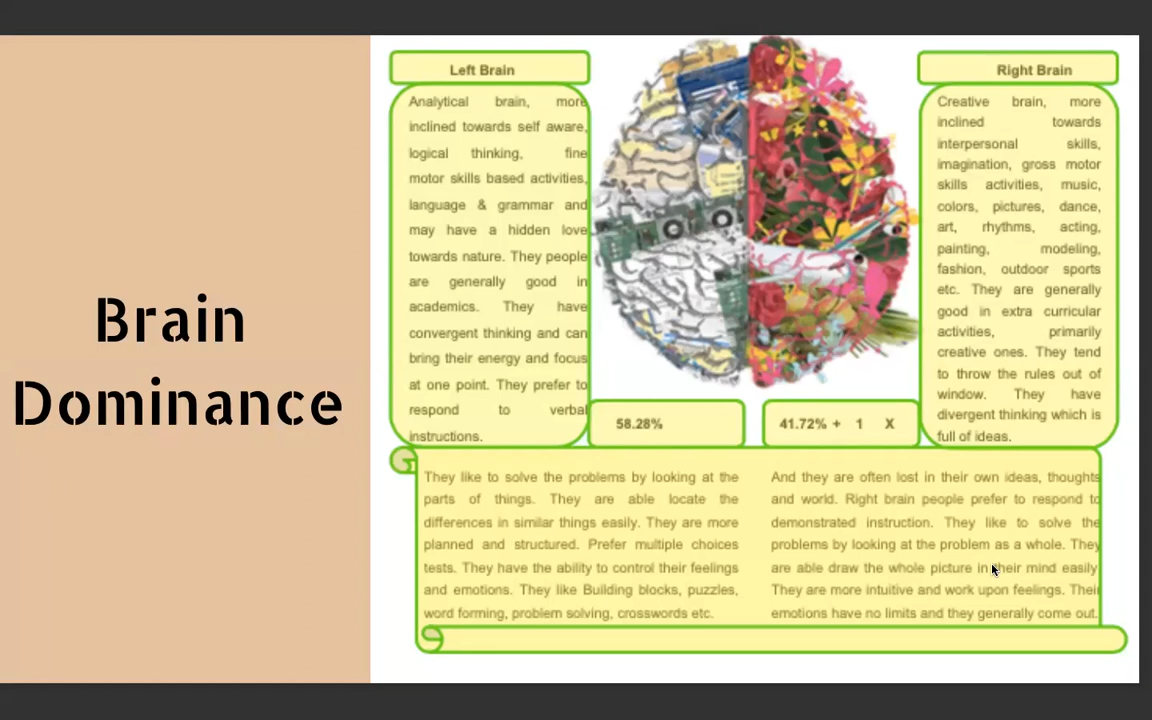 Brain
Dominance
Left Brain
Analytical brain, more
inclined towards self aware,
logical thinking, fine
motor skills based activities,
language & grammar and
may have a hidden love
towards nature. They people
are generally good in
academics. They have
convergent thinking and can
bring their energy and focus
at one point. They prefer to
respond to verbal
instructions.
Right Brain
Creative brain, more
inclined towards
interpersonal skills,
imagination, gross motor
skills activities, music,
colors, pictures, dance,
art, rhythms, acting,
painting, modeling,
fashion, outdoor sports
etc. They are generally
good in extra curricular
activities, primarily
creative ones. They tend
to throw the rules out of
window. They have
divergent thinking which is
full of ideas.
58.28%
41.72% + 1 X
They like to solve the problems by looking at the
parts of things. They are able locate the
differences in similar things easily. They are more
planned and structured. Prefer multiple choices
tests. They have the ability to control their feelings
and emotions. They like Building blocks, puzzles,
word forming, problem solving, crosswords etc.
And they are often lost in their own ideas, thoughts
and world. Right brain people prefer to respond to
demonstrated instruction. They like to solve the
problems by looking at the problem as a whole. They
are able draw the whole picture in their mind easily
They are more intuitive and work upon feelings. Their
emotions have no limits and they generally come out.